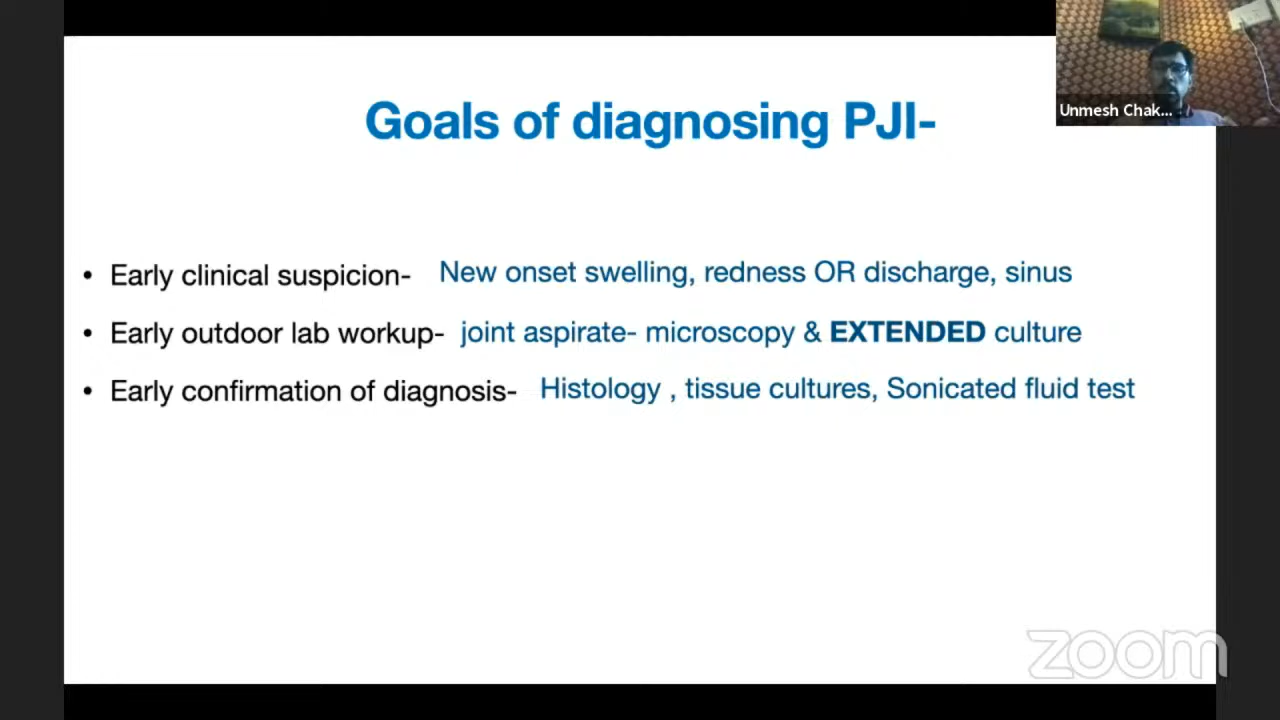 Goals of diagnosing PJI-
Unmesh Chak...
• Early clinical suspicion- New onset swelling, redness OR discharge, sinus
• Early outdoor lab workup- joint aspirate- microscopy & EXTENDED culture
• Early confirmation of diagnosis- Histology , tissue cultures, Sonicated fluid test
zoom